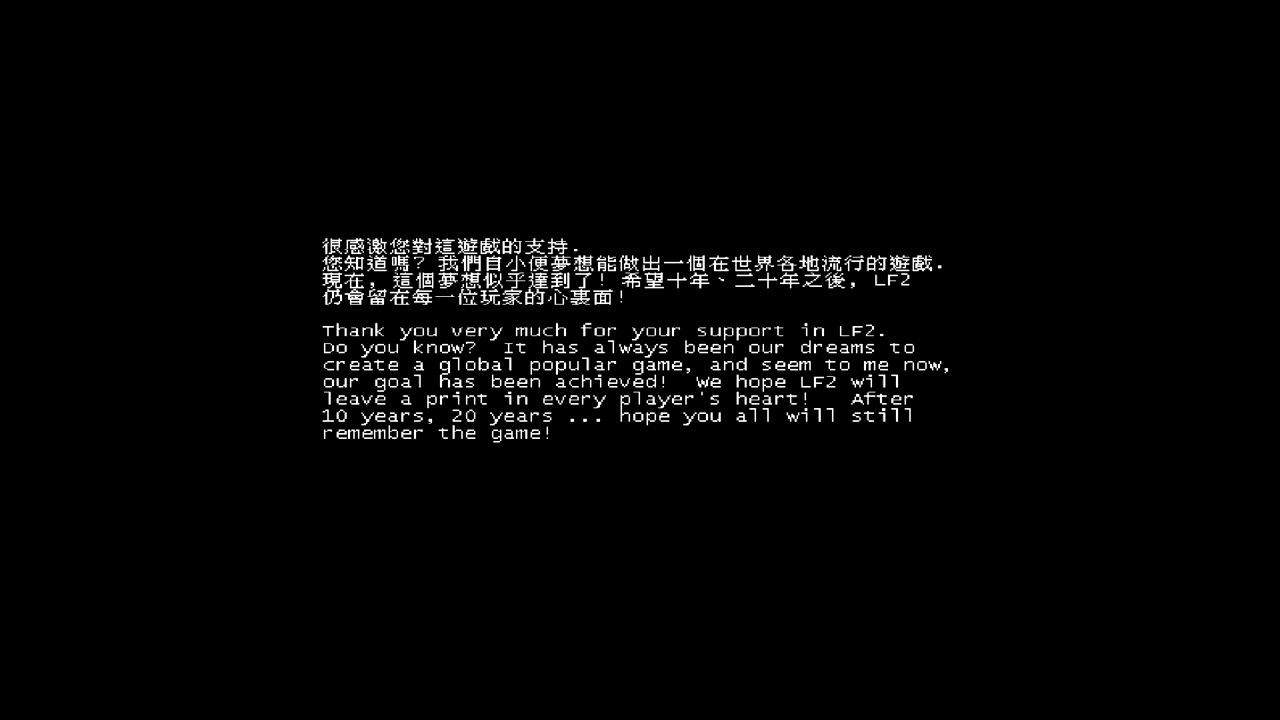 很感激您對這遊戲的支持.
您知道嗎? 我們自小便夢想能做出一個在世界各地流行的遊戲.
現在, 這個夢想似乎達到了! 希望十年、二十年之後, LF2
仍會留在每一位玩家的心裏面!
Thank you very much for your support in LF2.
Do you know?  It has always been our dreams to
create a global popular game, and seem to me now,
our goal has been achieved!  We hope LF2 will
leave a print in every player's heart!   After
10 years, 20 years ... hope you all will still
remember the game!